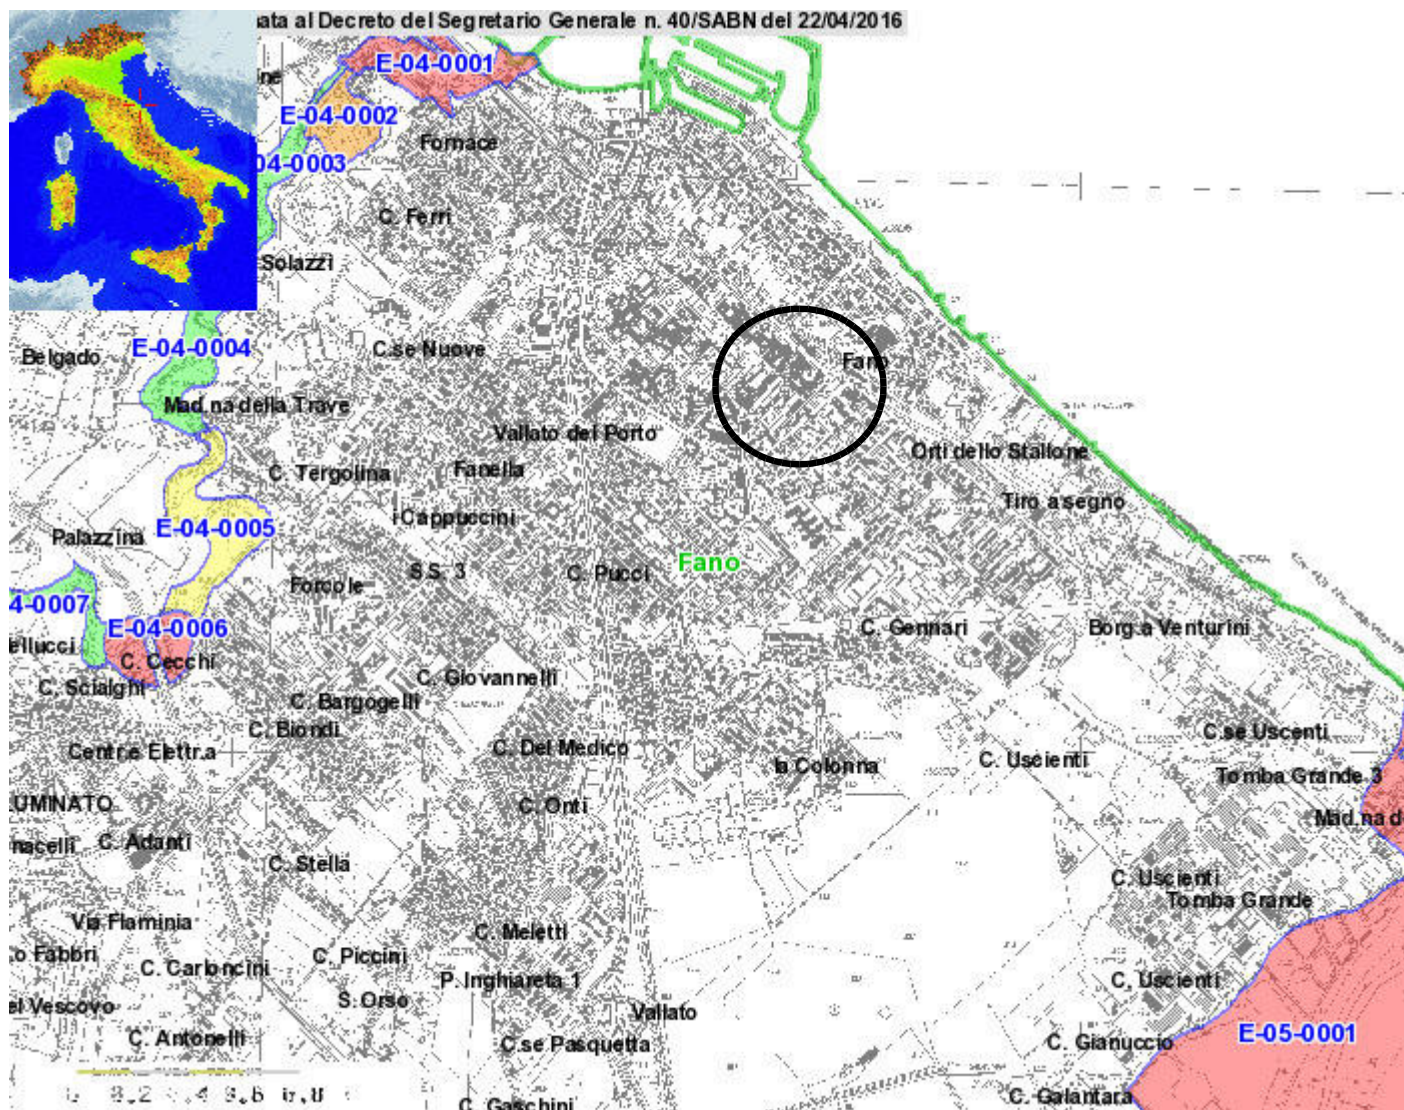 ata al Decreto del Segretario Generale n. 40/SABN del 22/04/2016
E-04-0001
ne
E-04-0002
Fornace
04-0003
C. Ferri
Solazzi
E-04-0004
Belgado
C.se Nuove
Fano
Mad.na della Trave
Vallato del Porto
Orti dello Stallone
C. Tergolina
Fanella
Tiro a segno
i Cappuccini
E-04-0005
Palazzina
Fano
S.S. 3
C. Pucci
Forcole
4-0007
E-04-0006
C. Gennari
Borg.a Venturini
ellucci
C. Cecchi
C. Scialghi
C. Giovannelli
C. Bargogelli
C. Biondi
C.se Uscenti
Centr.e Elettr.a
C. Del Medico
C. Uscienti
la Colonna
Tomba Grande 3
UMINATO
C. Onti
Mad.na d
nacelli
C. Adanti
C. Stella
C. Uscienti
Tomba Grande
Via Flaminia
C. Meletti
o Fabbri
C. Piccini
C. Carloncini
P. Inghiareta 1
C. Uscienti
S. Orso
el Vescovo
Vallato
E-05-0001
C. Antonelli
C.se Pasquetta
C. Gianuccio
C. Galantara
C. Gaschini